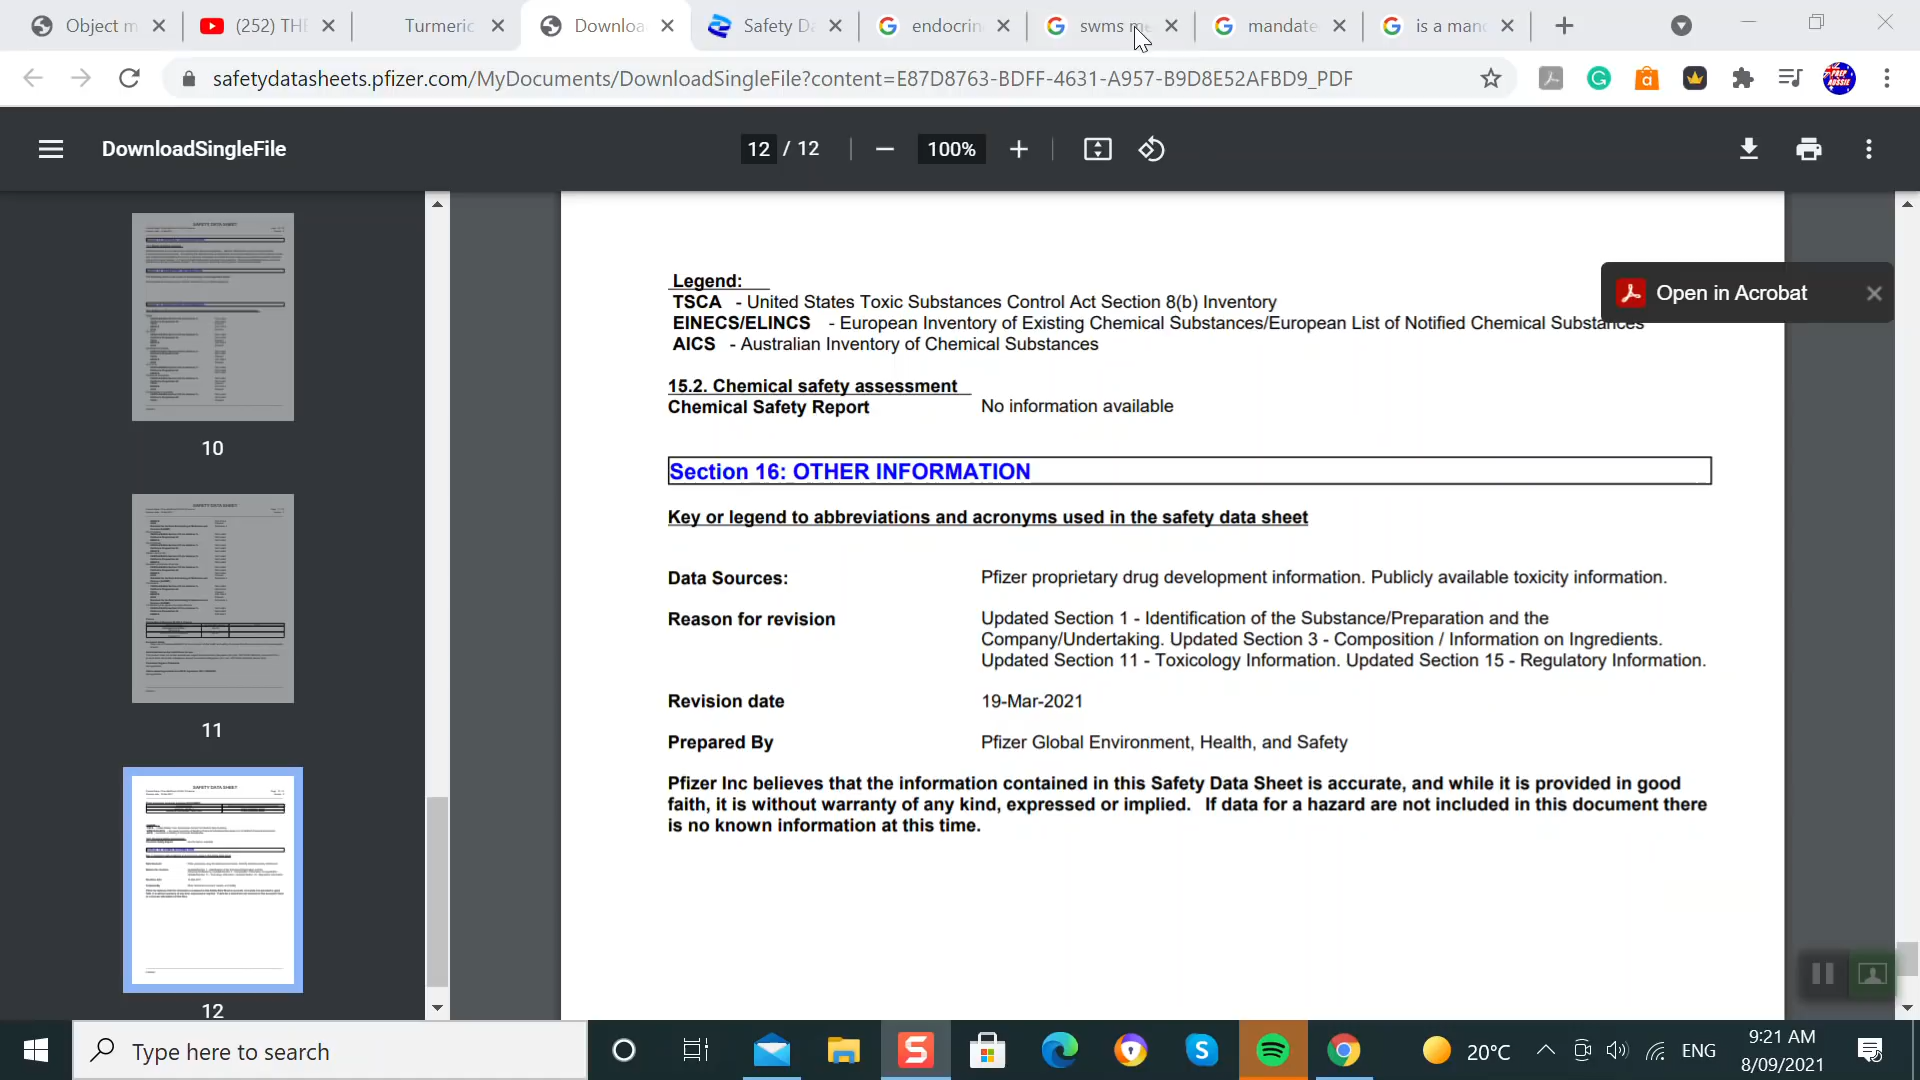 Object m
(252) TH
Turmeric
Downloa
Safety Da
endocrin
swms m
mandate
is a man
safetydatasheets.pfizer.com/MyDocuments/DownloadSingleFile?content=E87D8763-BDFF-4631-A957-B9D8E52AFBD9_PDF
DownloadSingleFile
12 / 12
100%
Open in Acrobat
10
11
12
Legend:
TSCA - United States Toxic Substances Control Act Section 8(b) Inventory
EINECS/ELINCS - European Inventory of Existing Chemical Substances/European List of Notified Chemical Substances
AICS - Australian Inventory of Chemical Substances
15.2. Chemical safety assessment
Chemical Safety Report No information available
Section 16: OTHER INFORMATION
Key or legend to abbreviations and acronyms used in the safety data sheet
Data Sources: Pfizer proprietary drug development information. Publicly available toxicity information.
Reason for revision Updated Section 1 - Identification of the Substance/Preparation and the
Company/Undertaking. Updated Section 3 - Composition / Information on Ingredients.
Updated Section 11 - Toxicology Information. Updated Section 15 - Regulatory Information.
Revision date 19-Mar-2021
Prepared By Pfizer Global Environment, Health, and Safety
Pfizer Inc believes that the information contained in this Safety Data Sheet is accurate, and while it is provided in good
faith, it is without warranty of any kind, expressed or implied. If data for a hazard are not included in this document there
is no known information at this time.
Type here to search
20°C
ENG
9:21 AM
8/09/2021